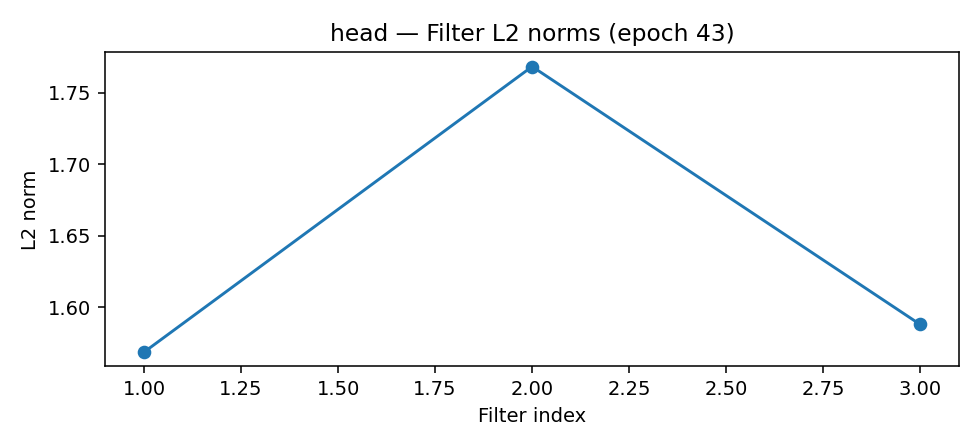 head — Filter L2 norms (epoch 43)
1.75
1.70
1.65
1.60
L2 norm
1.00 1.25 1.50 1.75 2.00 2.25 2.50 2.75 3.00
Filter index